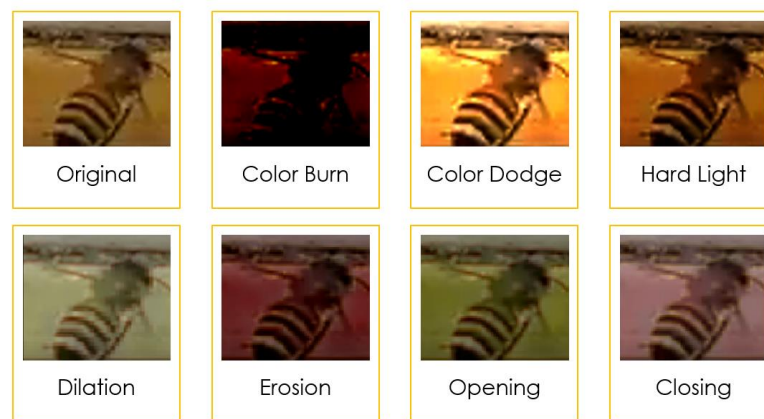 Original
Color Burn
Color Dodge
Hard Light
Dilation
Erosion
Opening
Closing